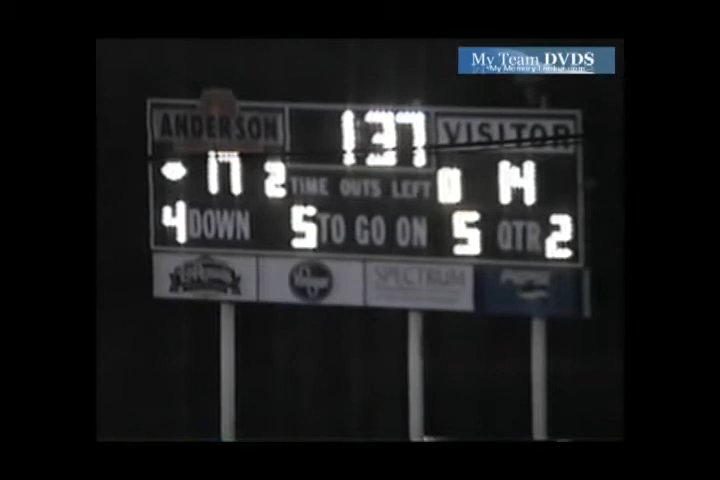 My Team DVDS
ANDERSON 137 VISITOR
17 2 TIME OUTS LEFT 0 14
4 DOWN 5 TO GO ON 5 QTR 2
Kroger SPECTRUM